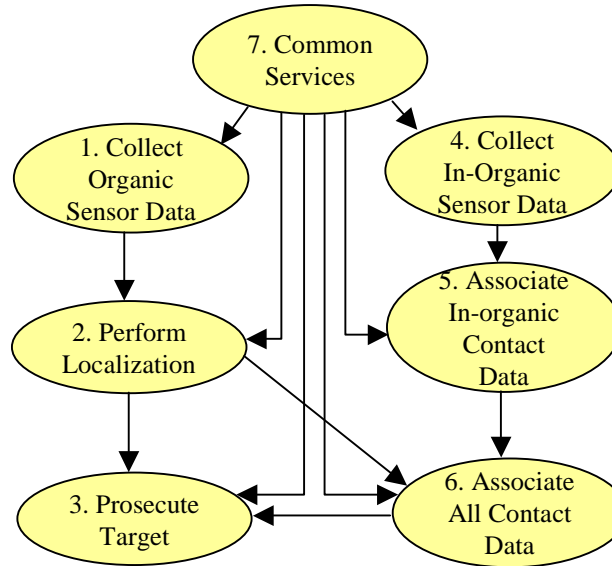 7. Common
Services
1. Collect
Organic
Sensor Data
4. Collect
In-Organic
Sensor Data
2. Perform
Localization
5. Associate
In-organic
Contact
Data
3. Prosecute
Target
6. Associate
All Contact
Data